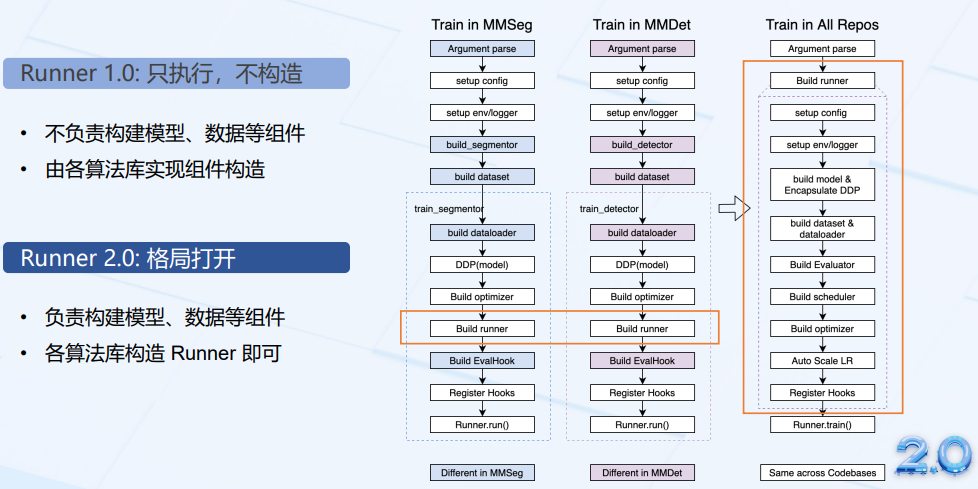 Runner 1.0: 只执行，不构造
• 不负责构建模型、数据等组件
• 由各算法库实现组件构造
Runner 2.0: 格局打开
• 负责构建模型、数据等组件
• 各算法库构造 Runner 即可
Train in MMSeg
Argument parse
setup config
setup env/logger
build_segmentor
build dataset
train_segmentor
build dataloader
DDP(model)
Build optimizer
Build runner
Build EvalHook
Register Hooks
Runner.run()
Different in MMSeg
Train in MMDet
Argument parse
setup config
setup env/logger
build_detector
build dataset
train_detector
build dataloader
DDP(model)
Build optimizer
Build runner
Build EvalHook
Register Hooks
Runner.run()
Different in MMDet
Train in All Repos
Argument parse
Build runner
setup config
setup env/logger
build model &
Encapsulate DDP
build dataset &
dataloader
Build Evaluator
Build scheduler
Build optimizer
Auto Scale LR
Register Hooks
Runner.train()
Same across Codebases
2.0